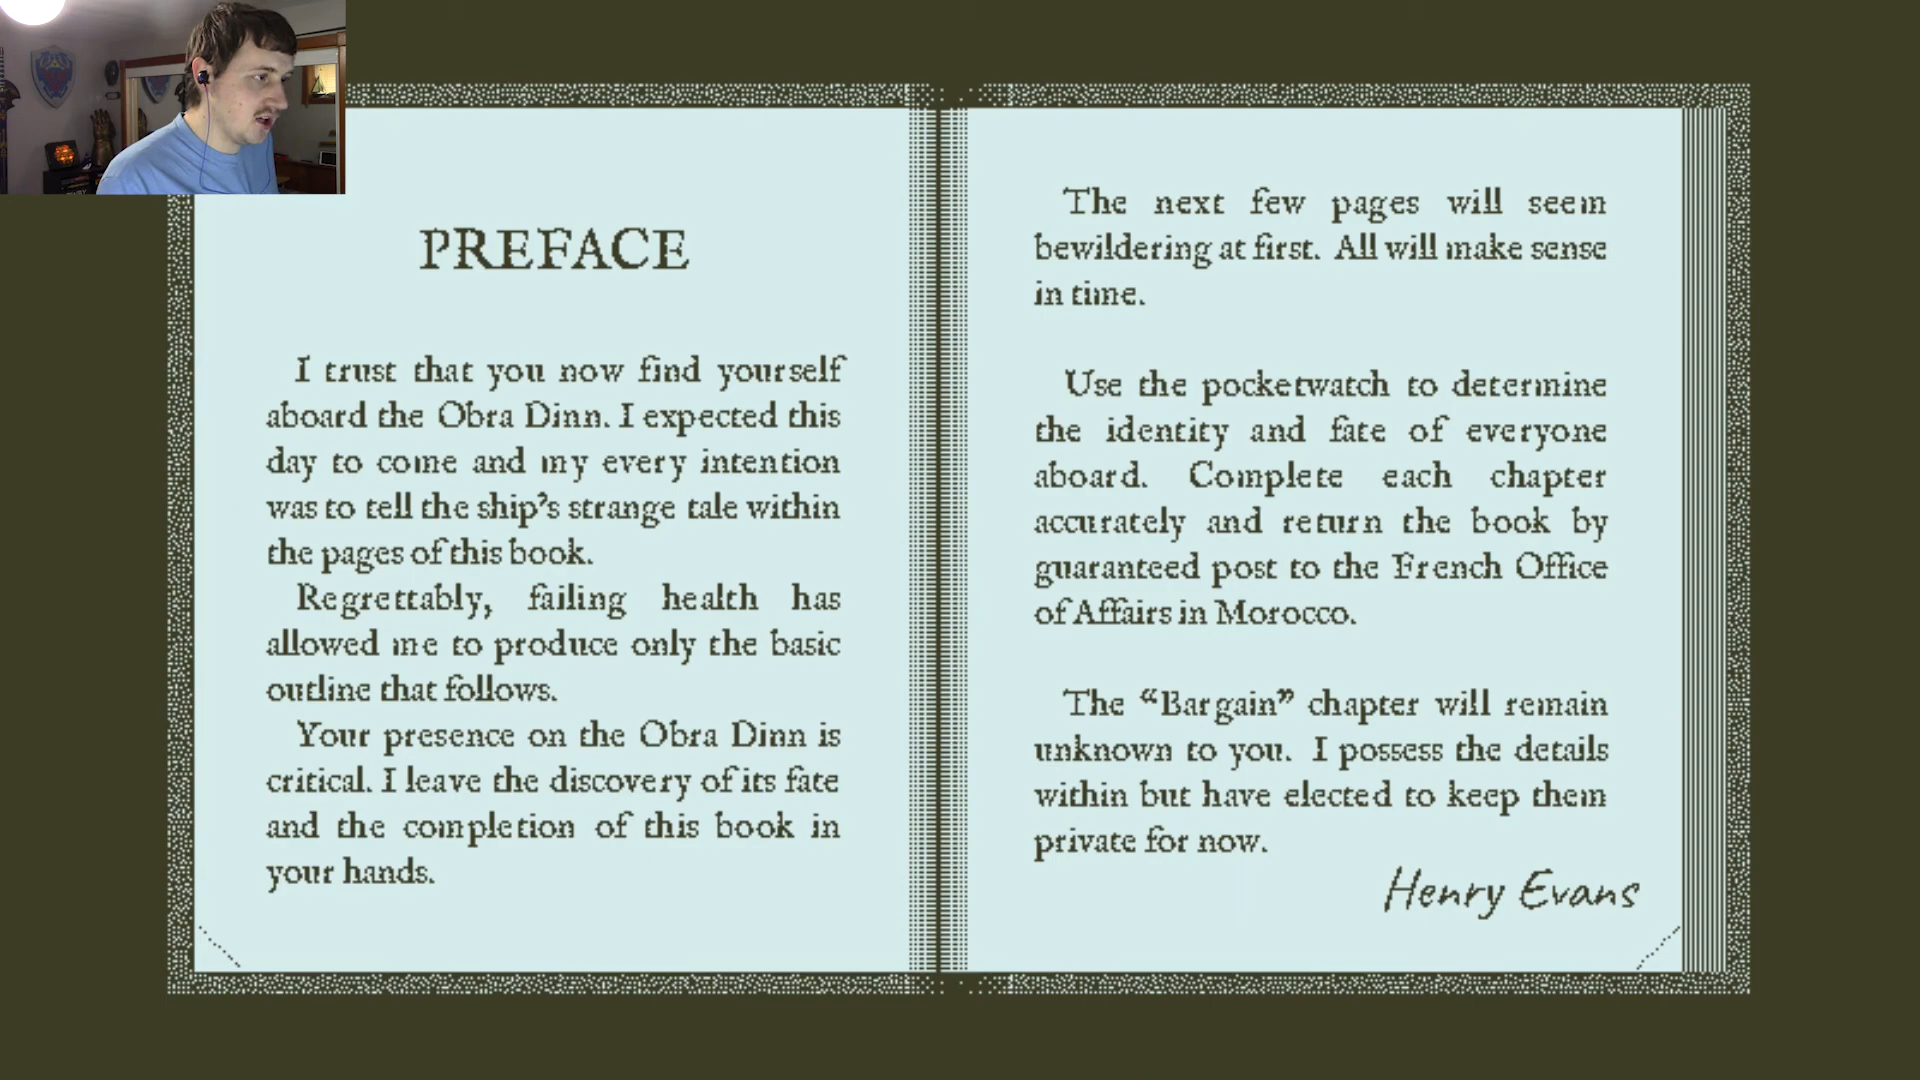 PREFACE
I trust that you now find yourself
aboard the Obra Dinn. I expected this
day to come and my every intention
was to tell the ship's strange tale within
the pages of this book.
Regrettably, failing health has
allowed me to produce only the basic
outline that follows.
Your presence on the Obra Dinn is
critical. I leave the discovery of its fate
and the completion of this book in
your hands.
The next few pages will seem
bewildering at first. All will make sense
in time.
Use the pocketwatch to determine
the identity and fate of everyone
aboard. Complete each chapter
accurately and return the book by
guaranteed post to the French Office
of Affairs in Morocco.
The “Bargain” chapter will remain
unknown to you. I possess the details
within but have elected to keep them
private for now.
Henry Evans